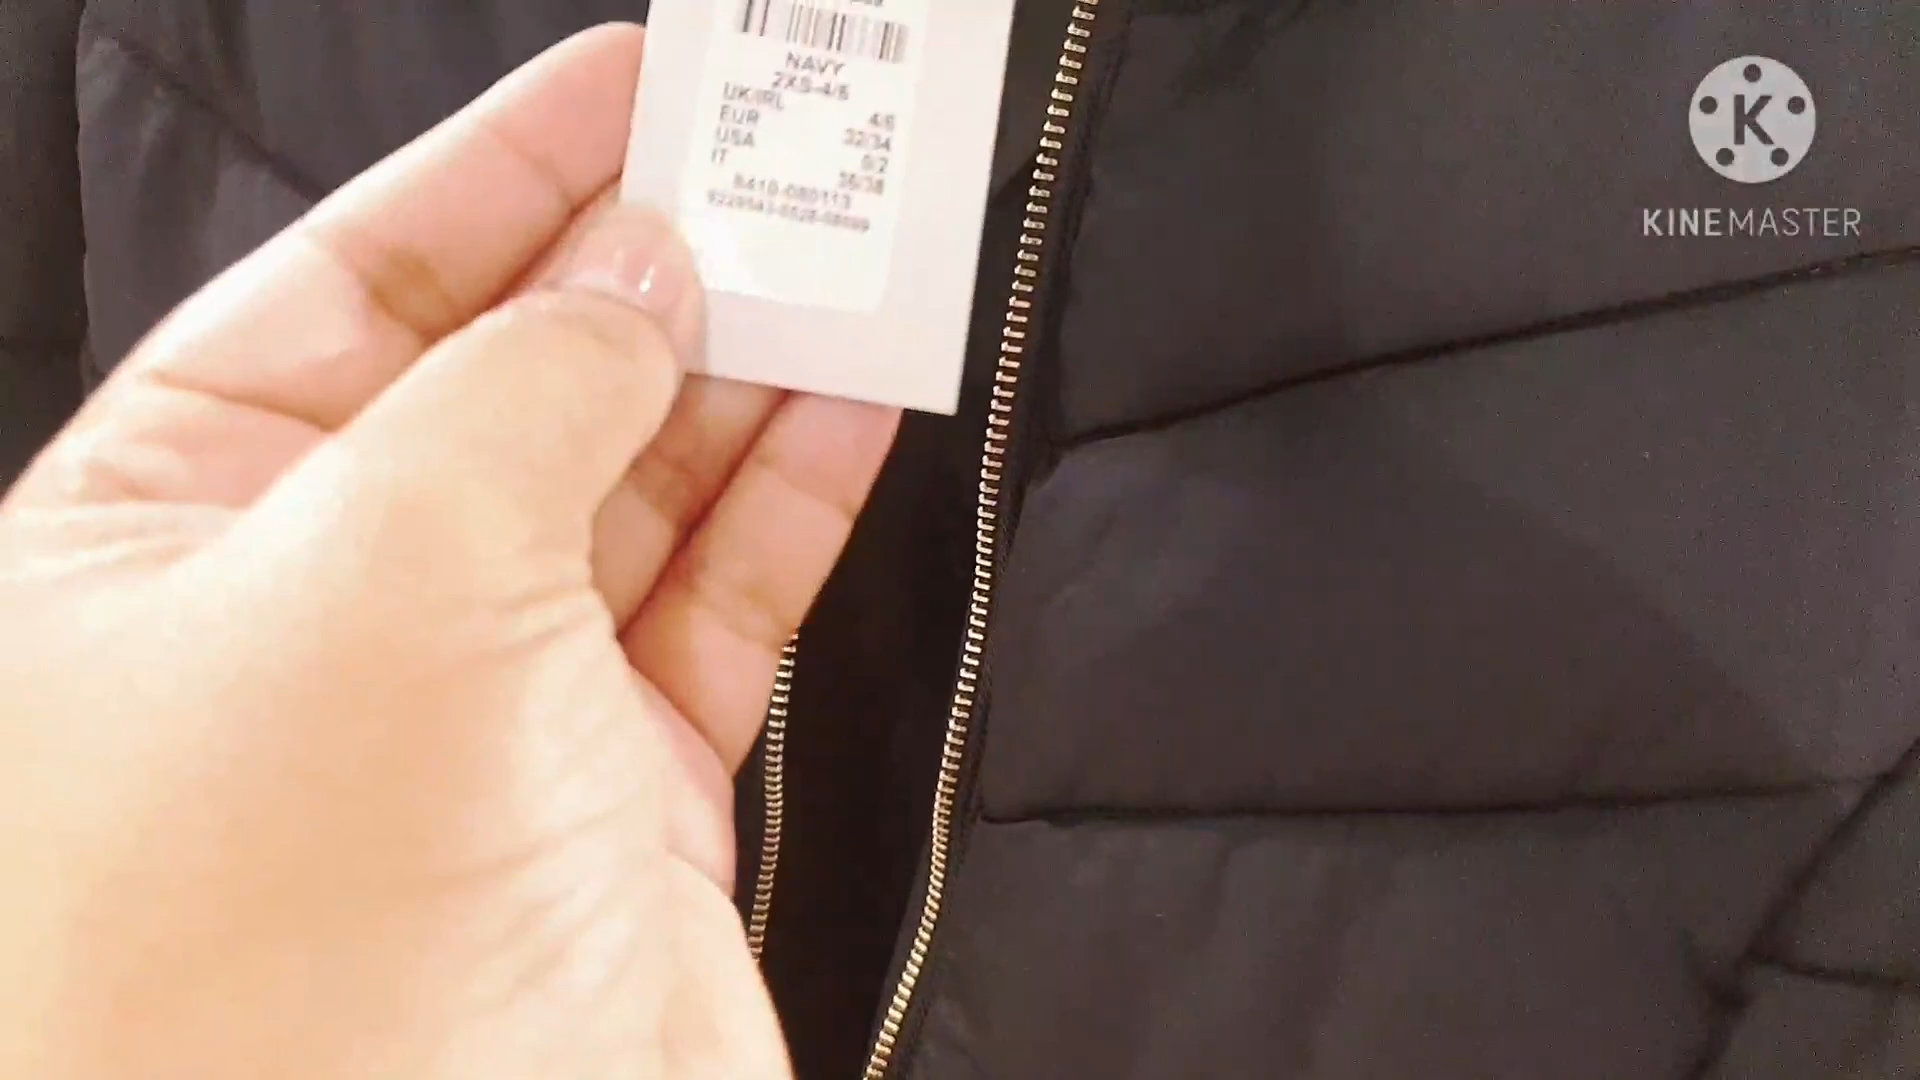 NAVY
2XS-4/6
UK/IRL 4/6
EUR 32/34
USA 0/2
IT 36/38
K
KINEMASTER